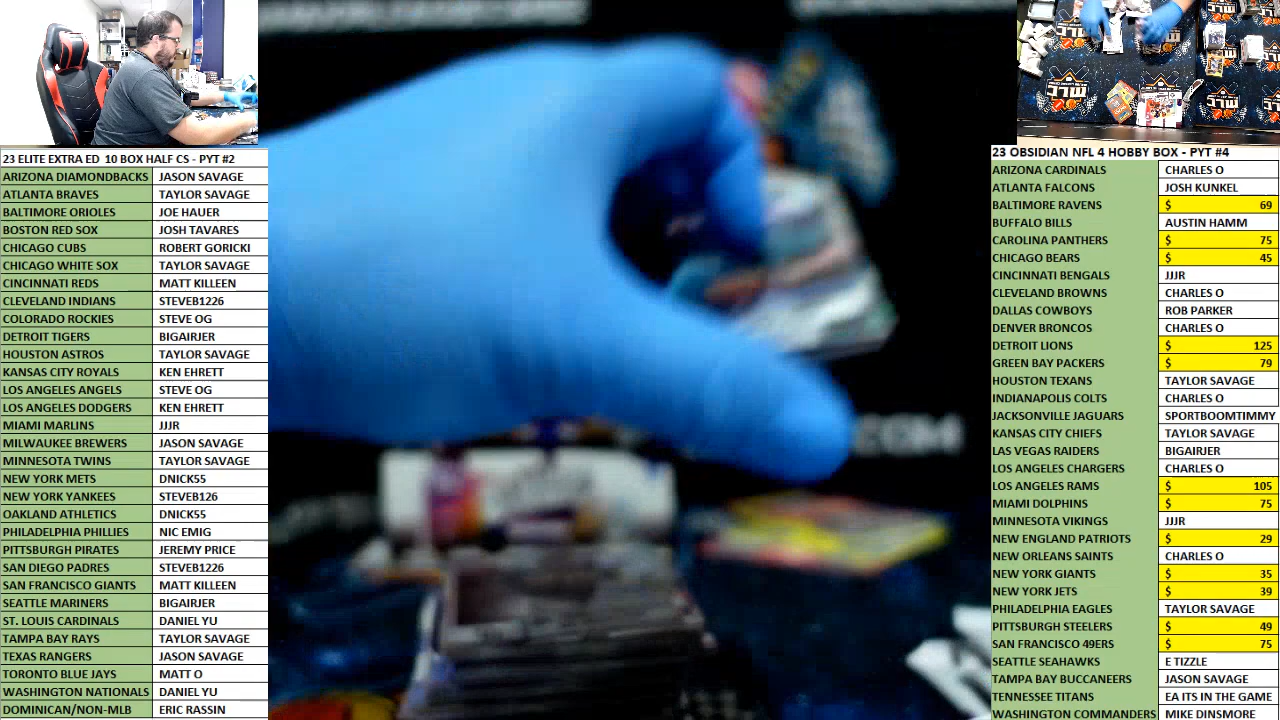 23 ELITE EXTRA ED 10 BOX HALF CS - PYT #2
ARIZONA DIAMONDBACKS JASON SAVAGE
ATLANTA BRAVES TAYLOR SAVAGE
BALTIMORE ORIOLES JOE HAUER
BOSTON RED SOX JOSH TAVARES
CHICAGO CUBS ROBERT GORICKI
CHICAGO WHITE SOX TAYLOR SAVAGE
CINCINNATI REDS MATT KILLEEN
CLEVELAND INDIANS STEVEB1226
COLORADO ROCKIES STEVE OG
DETROIT TIGERS BIGAIRJER
HOUSTON ASTROS TAYLOR SAVAGE
KANSAS CITY ROYALS KEN EHRETT
LOS ANGELES ANGELS STEVE OG
LOS ANGELES DODGERS KEN EHRETT
MIAMI MARLINS JJJR
MILWAUKEE BREWERS JASON SAVAGE
MINNESOTA TWINS TAYLOR SAVAGE
NEW YORK METS DNICK55
NEW YORK YANKEES STEVEB126
OAKLAND ATHLETICS DNICK55
PHILADELPHIA PHILLIES NIC EMIG
PITTSBURGH PIRATES JEREMY PRICE
SAN DIEGO PADRES STEVEB1226
SAN FRANCISCO GIANTS MATT KILLEEN
SEATTLE MARINERS BIGAIRJER
ST. LOUIS CARDINALS DANIEL YU
TAMPA BAY RAYS TAYLOR SAVAGE
TEXAS RANGERS JASON SAVAGE
TORONTO BLUE JAYS MATT O
WASHINGTON NATIONALS DANIEL YU
DOMINICAN/NON-MLB ERIC RASSIN
23 OBSIDIAN NFL 4 HOBBY BOX - PYT #4
ARIZONA CARDINALS CHARLES O
ATLANTA FALCONS JOSH KUNKEL
BALTIMORE RAVENS $ 69
BUFFALO BILLS AUSTIN HAMM
CAROLINA PANTHERS $ 75
CHICAGO BEARS $ 45
CINCINNATI BENGALS JJJR
CLEVELAND BROWNS CHARLES O
DALLAS COWBOYS ROB PARKER
DENVER BRONCOS CHARLES O
DETROIT LIONS $ 125
GREEN BAY PACKERS $ 79
HOUSTON TEXANS TAYLOR SAVAGE
INDIANAPOLIS COLTS CHARLES O
JACKSONVILLE JAGUARS SPORTBOOMTIMMY
KANSAS CITY CHIEFS TAYLOR SAVAGE
LAS VEGAS RAIDERS BIGAIRJER
LOS ANGELES CHARGERS CHARLES O
LOS ANGELES RAMS $ 105
MIAMI DOLPHINS $ 75
MINNESOTA VIKINGS JJJR
NEW ENGLAND PATRIOTS $ 29
NEW ORLEANS SAINTS CHARLES O
NEW YORK GIANTS $ 35
NEW YORK JETS $ 39
PHILADELPHIA EAGLES TAYLOR SAVAGE
PITTSBURGH STEELERS $ 49
SAN FRANCISCO 49ERS $ 75
SEATTLE SEAHAWKS E TIZZLE
TAMPA BAY BUCCANEERS JASON SAVAGE
TENNESSEE TITANS EA ITS IN THE GAME
WASHINGTON COMMANDERS MIKE DINSMORE